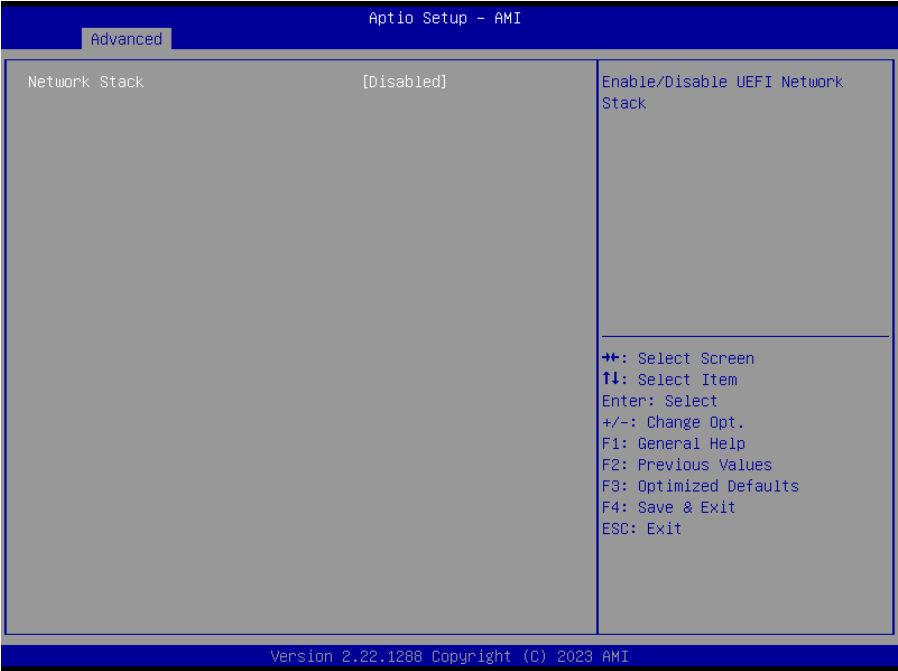 Aptio Setup – AMI
Advanced
Network Stack [Disabled]
Enable/Disable UEFI Network
Stack
→←: Select Screen
↑↓: Select Item
Enter: Select
+/-: Change Opt.
F1: General Help
F2: Previous Values
F3: Optimized Defaults
F4: Save & Exit
ESC: Exit
Version 2.22.1288 Copyright (C) 2023 AMI